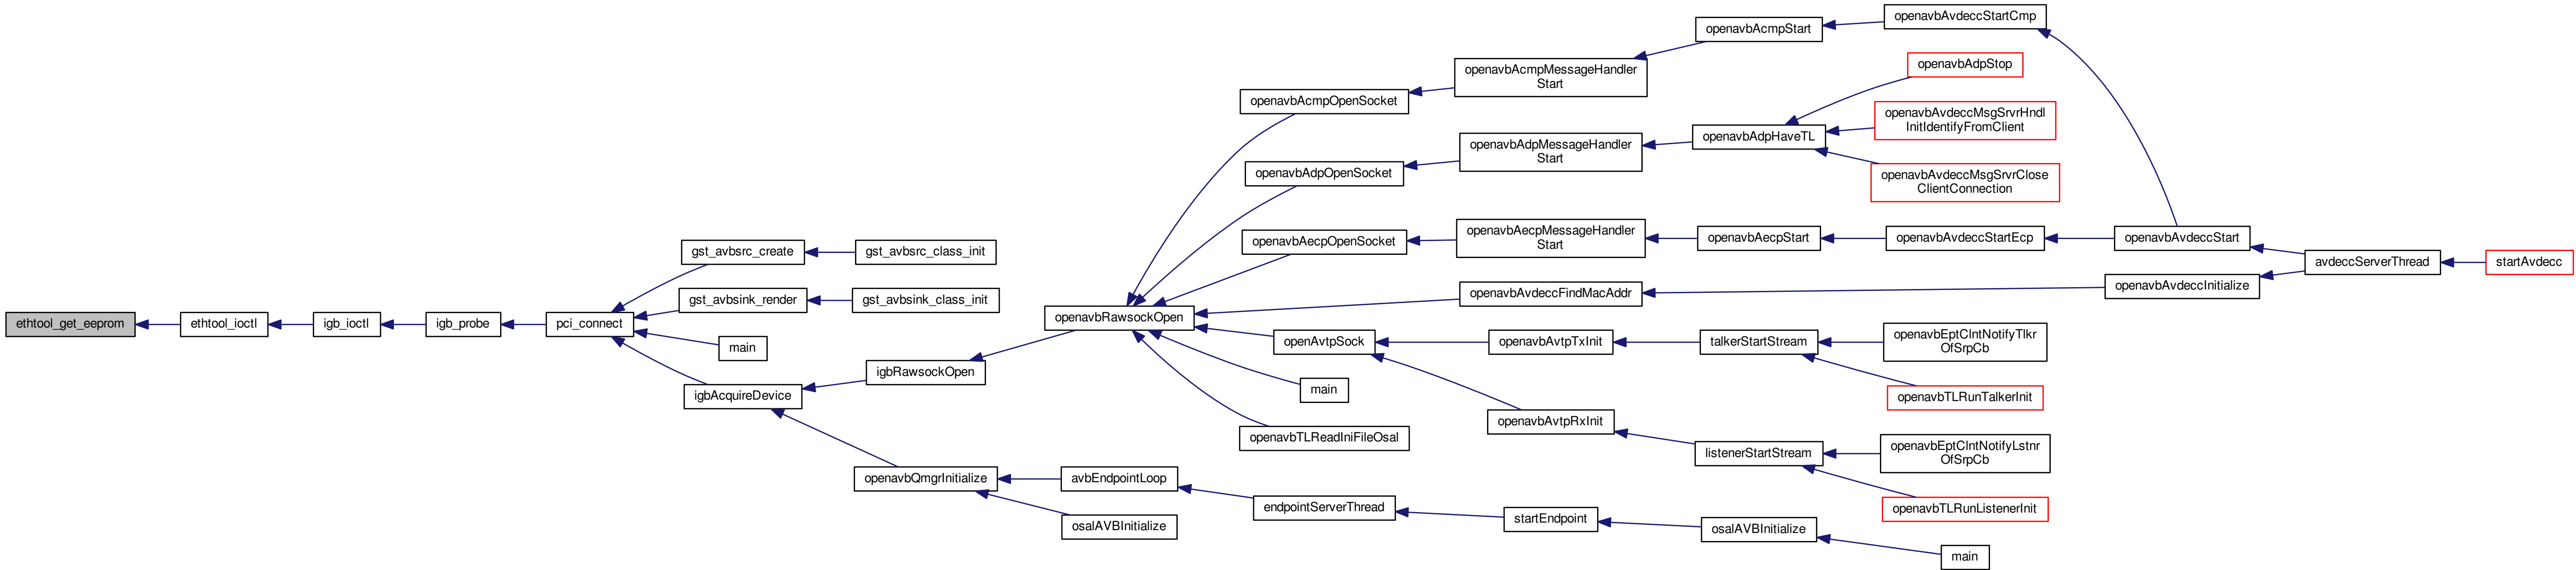 openavbAvdeccStartCmp
openavbAcmpStart
openavbAdpStop
openavbAcmpMessageHandler
Start
openavbAcmpOpenSocket
openavbAvdeccMsgSrvrHndl
InitIdentifyFromClient
openavbAdpHaveTL
openavbAdpMessageHandler
Start
openavbAdpOpenSocket
openavbAvdeccMsgSrvrClose
ClientConnection
openavbAecpOpenSocket
openavbAecpMessageHandler
Start
openavbAecpStart
openavbAvdeccStartEcp
openavbAvdeccStart
gst_avbsrc_create
gst_avbsrc_class_init
avdeccServerThread
startAvdecc
openavbAvdeccFindMacAddr
openavbAvdeccInitialize
gst_avbsink_render
gst_avbsink_class_init
openavbRawsockOpen
ethtool_get_eeprom
ethtool_ioctl
igb_ioctl
igb_probe
pci_connect
main
openAvtpSock
openavbAvtpTxInit
talkerStartStream
openavbEptClntNotifyTlkr
OfSrpCb
igbRawsockOpen
igbAcquireDevice
main
openavbTLRunTalkerInit
openavbAvtpRxInit
openavbTLReadIniFileOsal
listenerStartStream
openavbEptClntNotifyLstnr
OfSrpCb
openavbQmgrInitialize
avbEndpointLoop
endpointServerThread
openavbTLRunListenerInit
osalAVBInitialize
startEndpoint
osalAVBInitialize
main